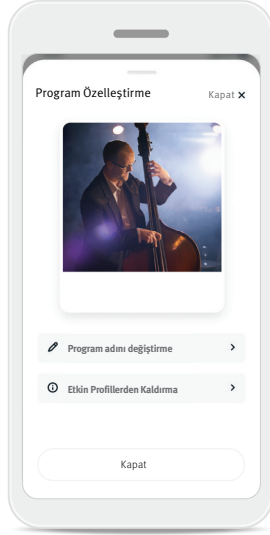 Program Özelleştirme
Kapat ×
Program adını değiştirme
Etkin Profillerden Kaldırma
Kapat